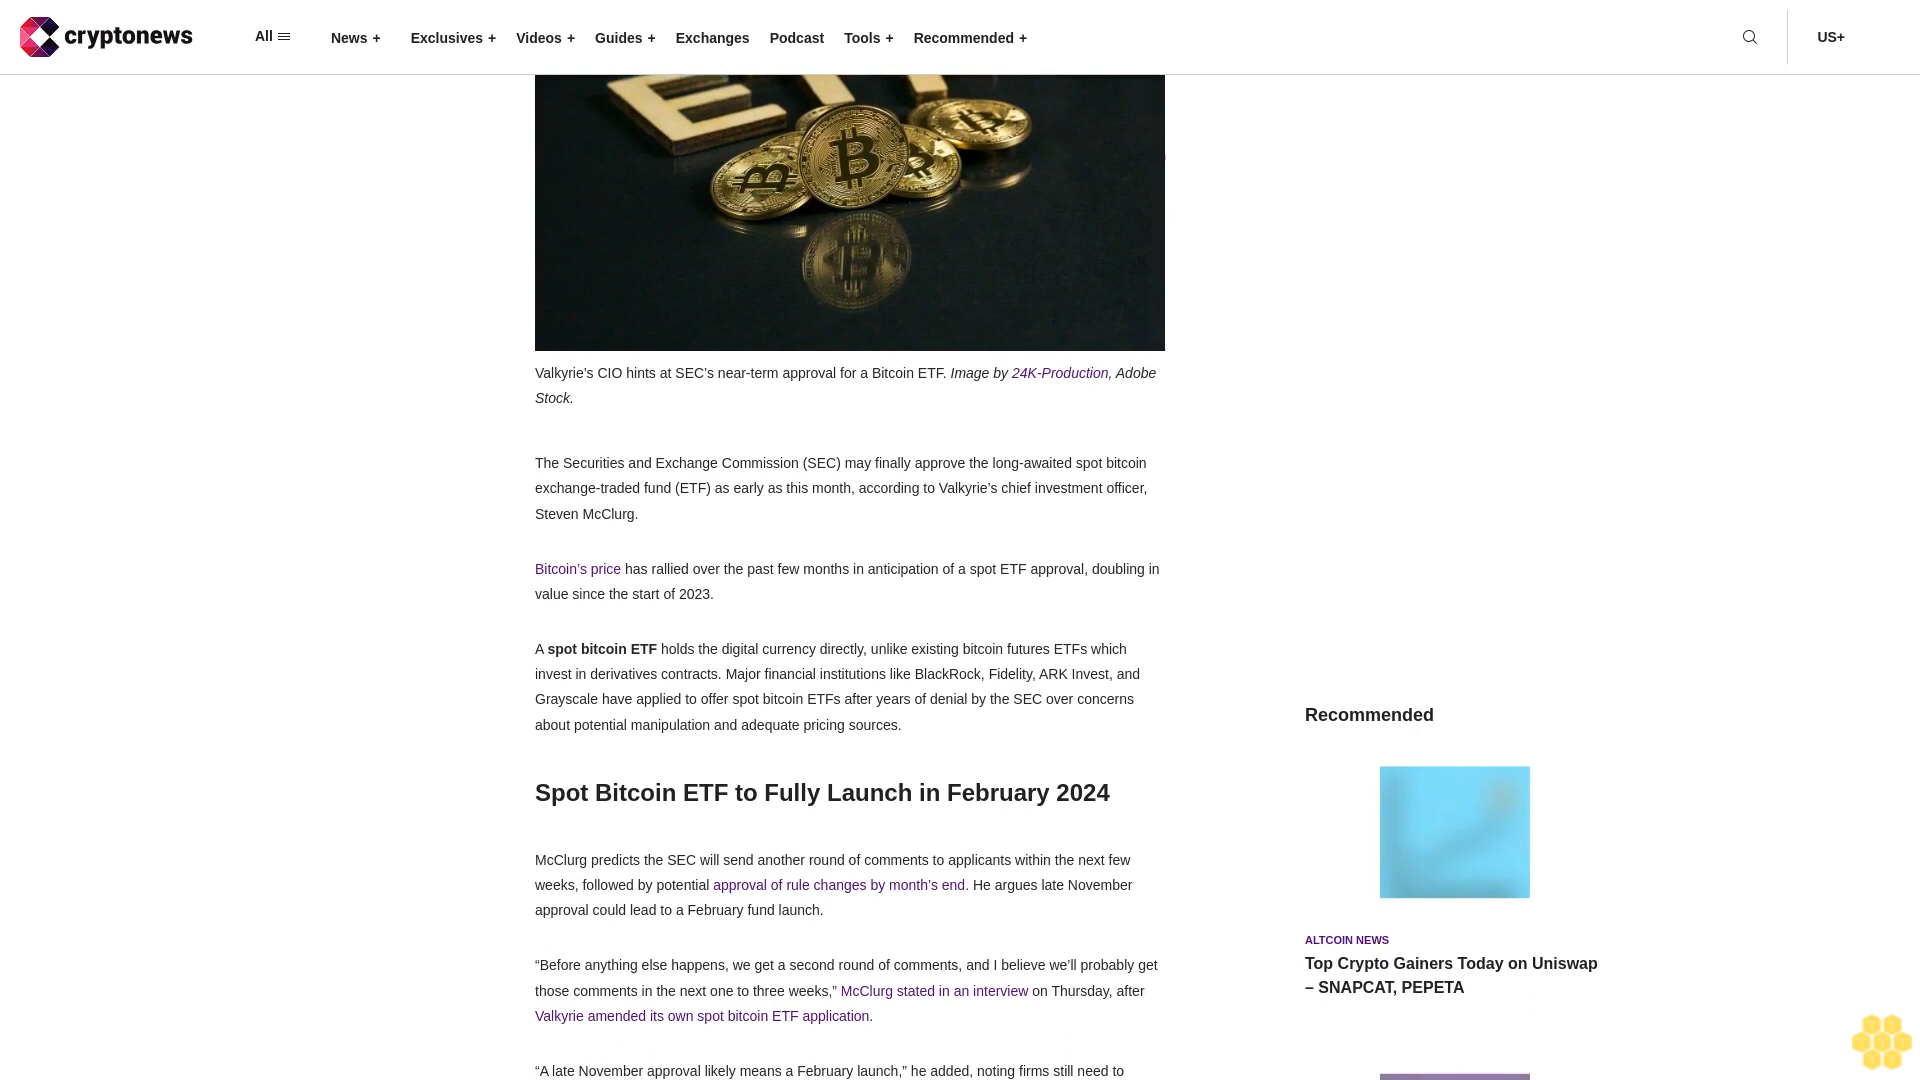 cryptonews
All
News +
Exclusives +
Videos +
Guides +
Exchanges
Podcast
Tools +
Recommended +
US+
ETF
Valkyrie’s CIO hints at SEC’s near-term approval for a Bitcoin ETF. Image by 24K-Production, Adobe
Stock.
The Securities and Exchange Commission (SEC) may finally approve the long-awaited spot bitcoin
exchange-traded fund (ETF) as early as this month, according to Valkyrie’s chief investment officer,
Steven McClurg.
Bitcoin’s price has rallied over the past few months in anticipation of a spot ETF approval, doubling in
value since the start of 2023.
A spot bitcoin ETF holds the digital currency directly, unlike existing bitcoin futures ETFs which
invest in derivatives contracts. Major financial institutions like BlackRock, Fidelity, ARK Invest, and
Grayscale have applied to offer spot bitcoin ETFs after years of denial by the SEC over concerns
about potential manipulation and adequate pricing sources.
Spot Bitcoin ETF to Fully Launch in February 2024
McClurg predicts the SEC will send another round of comments to applicants within the next few
weeks, followed by potential approval of rule changes by month’s end. He argues late November
approval could lead to a February fund launch.
“Before anything else happens, we get a second round of comments, and I believe we’ll probably get
those comments in the next one to three weeks,” McClurg stated in an interview on Thursday, after
Valkyrie amended its own spot bitcoin ETF application.
“A late November approval likely means a February launch,” he added, noting firms still need to
Recommended
ALTCOIN NEWS
Top Crypto Gainers Today on Uniswap
– SNAPCAT, PEPETA